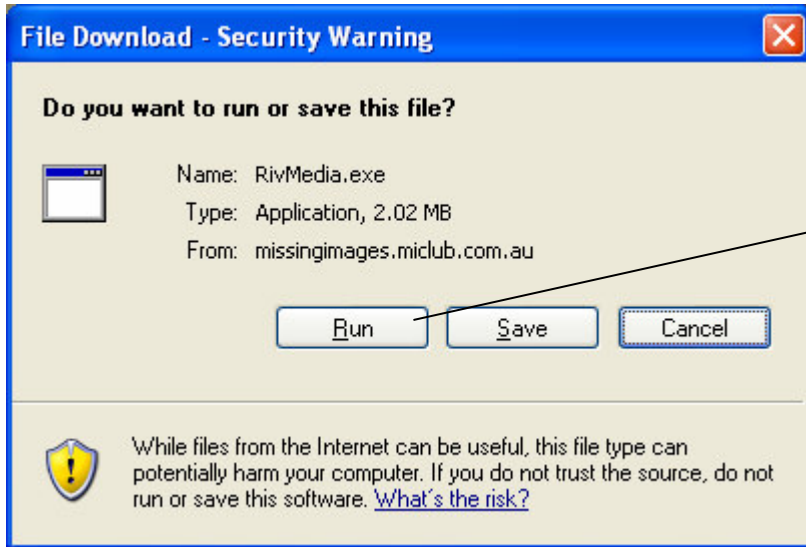 File Download - Security Warning
Do you want to run or save this file?
Name: RivMedia.exe
Type: Application, 2.02 MB
From: missingimages.miclub.com.au
Run Save Cancel
While files from the Internet can be useful, this file type can
potentially harm your computer. If you do not trust the source, do not
run or save this software. What's the risk?